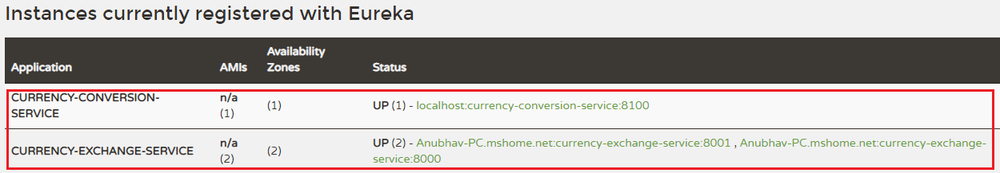 Instances currently registered with Eureka
Availability
Application AMIs Zones Status
CURRENCY-CONVERSION- n/a
(1) UP (1) - localhost:currency-conversion-service:8100
SERVICE (1)
n/a UP (2) - Anubhav-PC.mshome.net:currency-exchange-service:8001 , Anubhav-PC.mshome.net:currency-exchange-
CURRENCY-EXCHANGE-SERVICE (2)
(2) service:8000